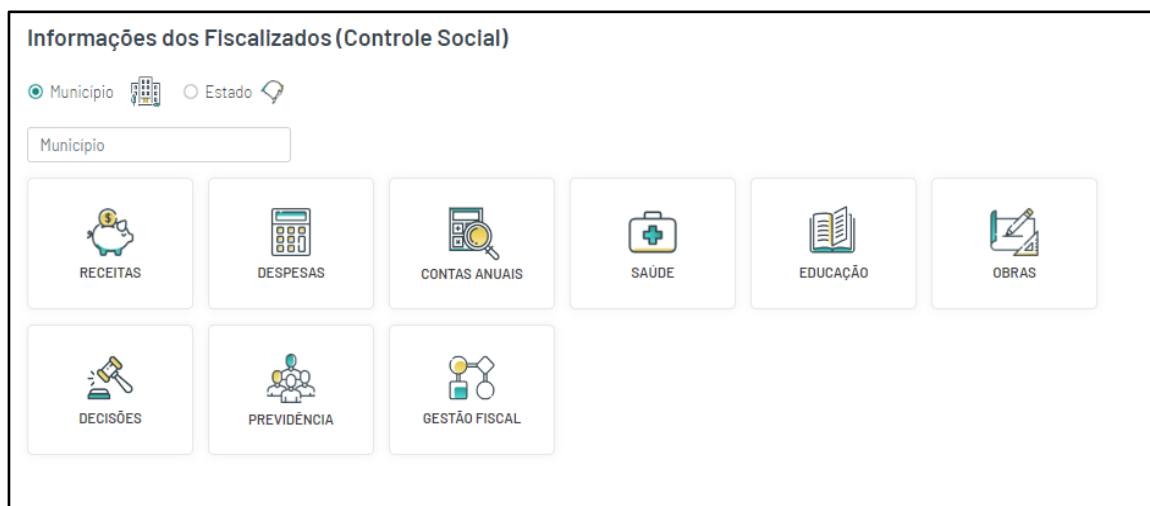 Informações dos Fiscalizados (Controle Social)
Município Estado
Município
RECEITAS DESPESAS CONTAS ANUAIS SAÚDE EDUCAÇÃO OBRAS
DECISÕES PREVIDÊNCIA GESTÃO FISCAL